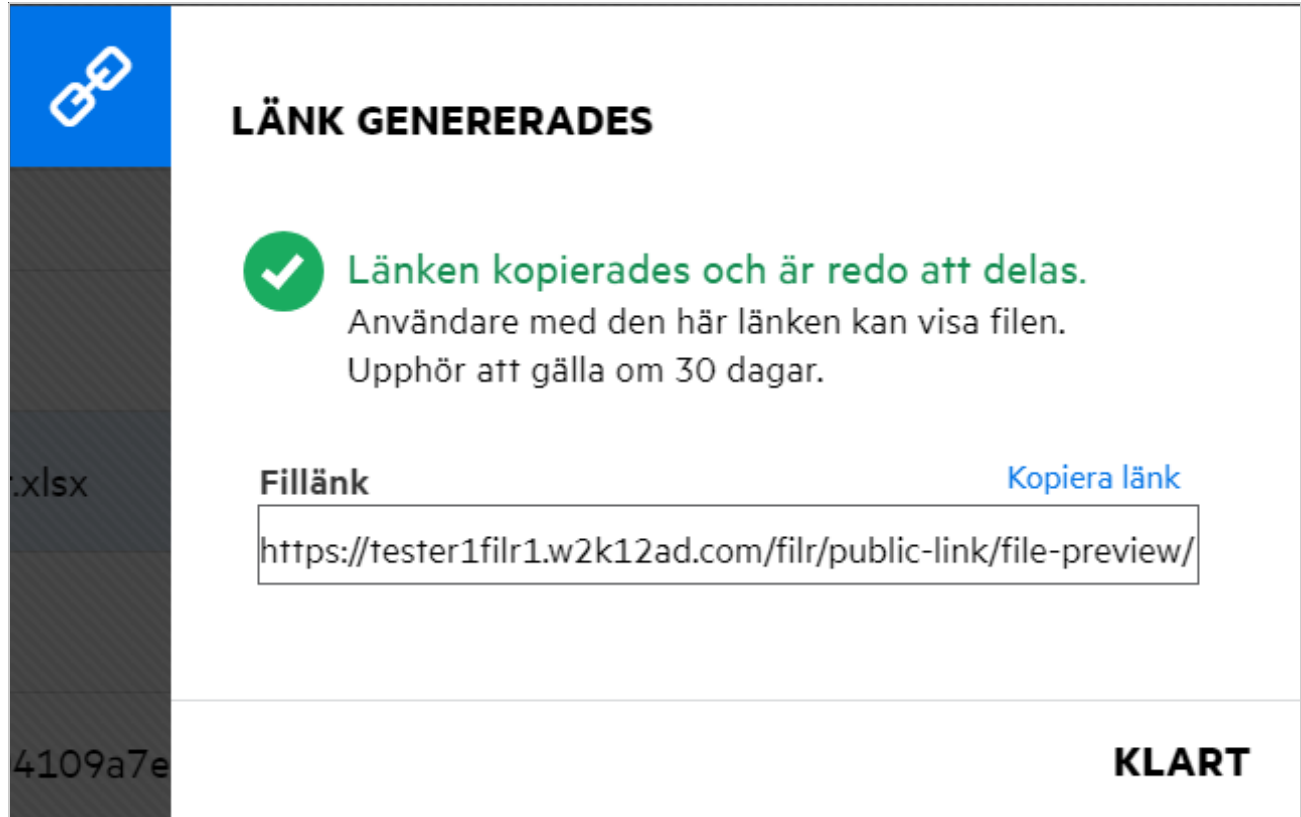 LÄNK GENERERADES
Länken kopierades och är redo att delas.
Användare med den här länken kan visa filen.
Upphör att gälla om 30 dagar.
.xlsx
Fillänk
Kopiera länk
https://tester1filr1.w2k12ad.com/filr/public-link/file-preview/
4109a7e
KLART